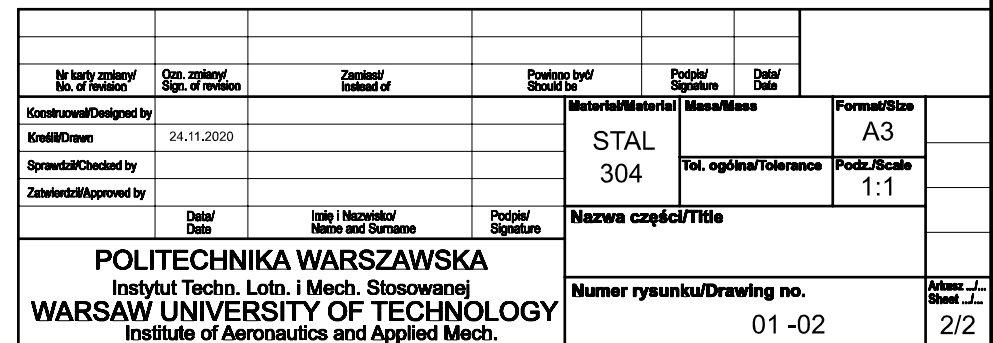 Nr karty zmiany/ Ozn. zmiany/ Zamiast/ Powinno być/ Podpis/ Data/
No. of revision Sign. of revision Instead of Should be Signature Date
Konstruował/Designed by Materiał/Material Masa/Mass Format/Size
Kreślił/Drawn 24.11.2020 STAL A3
304
Sprawdził/Checked by Tol. ogólna/Tolerance Podz./Scale
Zatwierdził/Approved by 1:1
Data/ Imię i Nazwisko/ Podpis/
Date Name and Surname Signature
Nazwa części/Title
POLITECHNIKA WARSZAWSKA
Instytut Techn. Lotn. i Mech. Stosowanej
WARSAW UNIVERSITY OF TECHNOLOGY
Institute of Aeronautics and Applied Mech.
Numer rysunku/Drawing no.
01 -02
Arkusz .../...
Sheet .../...
2/2